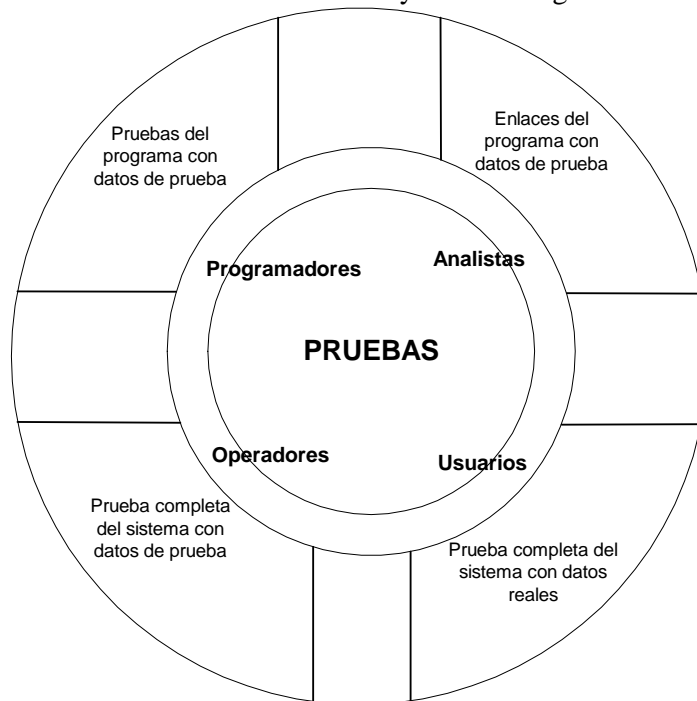 Pruebas del
programa con
datos de prueba
Enlaces del
programa con
datos de prueba
Programadores
Analistas
PRUEBAS
Operadores
Usuarios
Prueba completa
del sistema con
datos de prueba
Prueba completa del
sistema con datos
reales